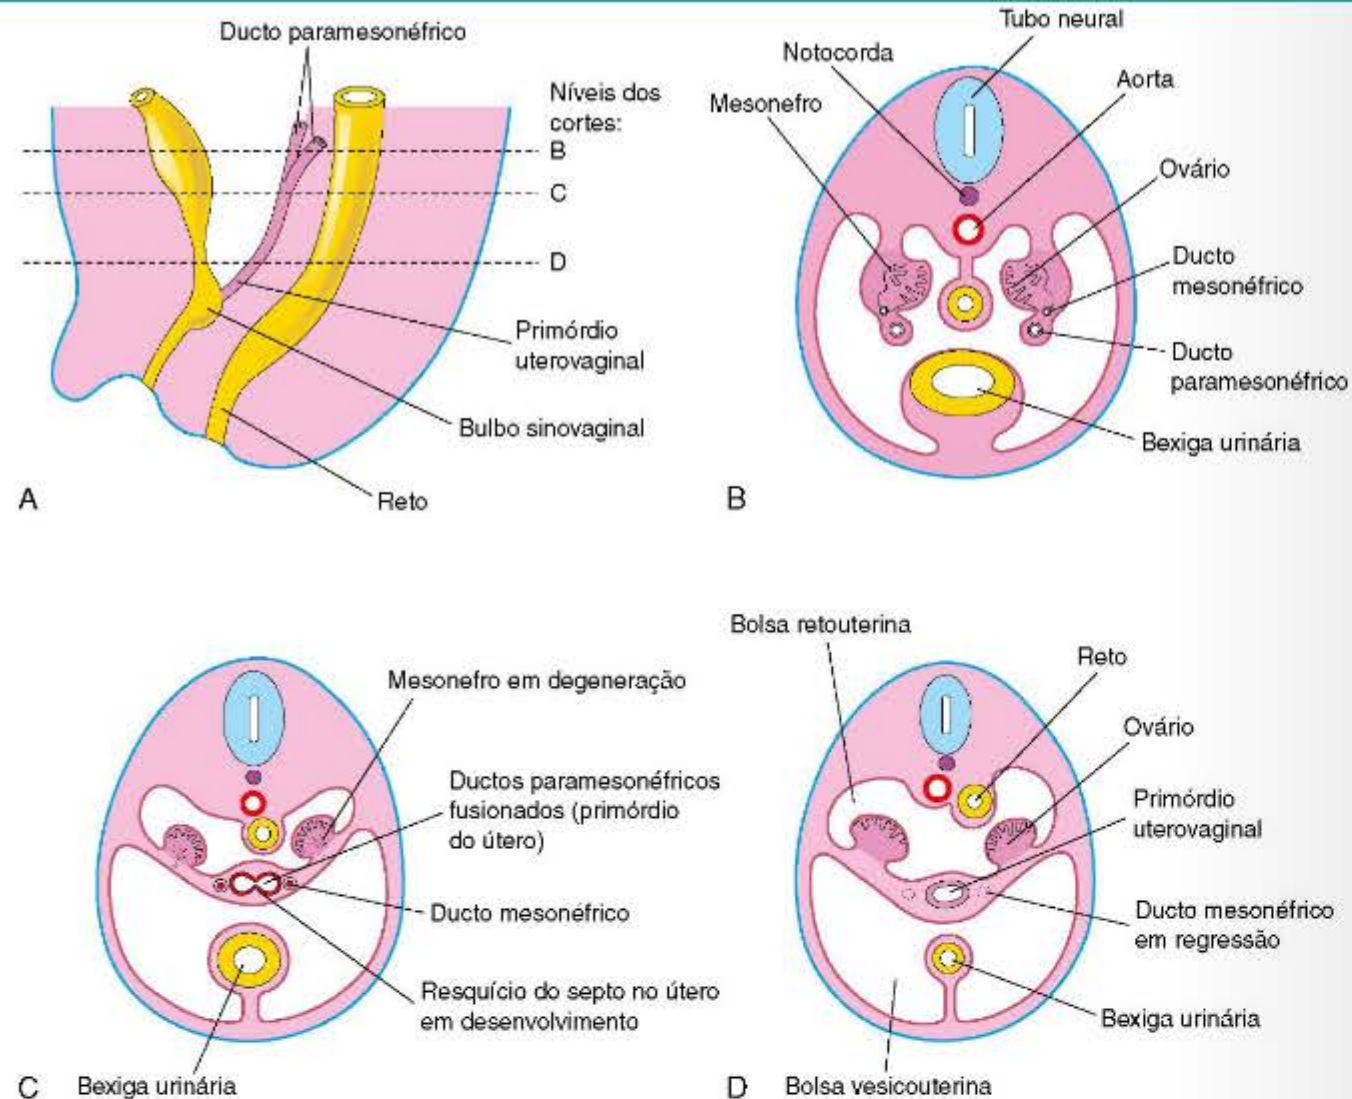 Ducto paramesonéfrico
Níveis dos
cortes:
B
C
D
Primórdio
uterovaginal
Bulbo sinovaginal
Reto
A
Tubo neural
Notocorda
Aorta
Mesonefro
Ovário
Ducto
mesonéfrico
Ducto
paramesonéfrico
Bexiga urinária
B
Mesonefro em degeneração
Ductos paramesonéfricos
fusionados (primórdio
do útero)
Ducto mesonéfrico
Resquício do septo no útero
em desenvolvimento
C
Bexiga urinária
Bolsa retouterina
Reto
Ovário
Primórdio
uterovaginal
Ducto mesonéfrico
em regressão
Bexiga urinária
D
Bolsa vesicouterina